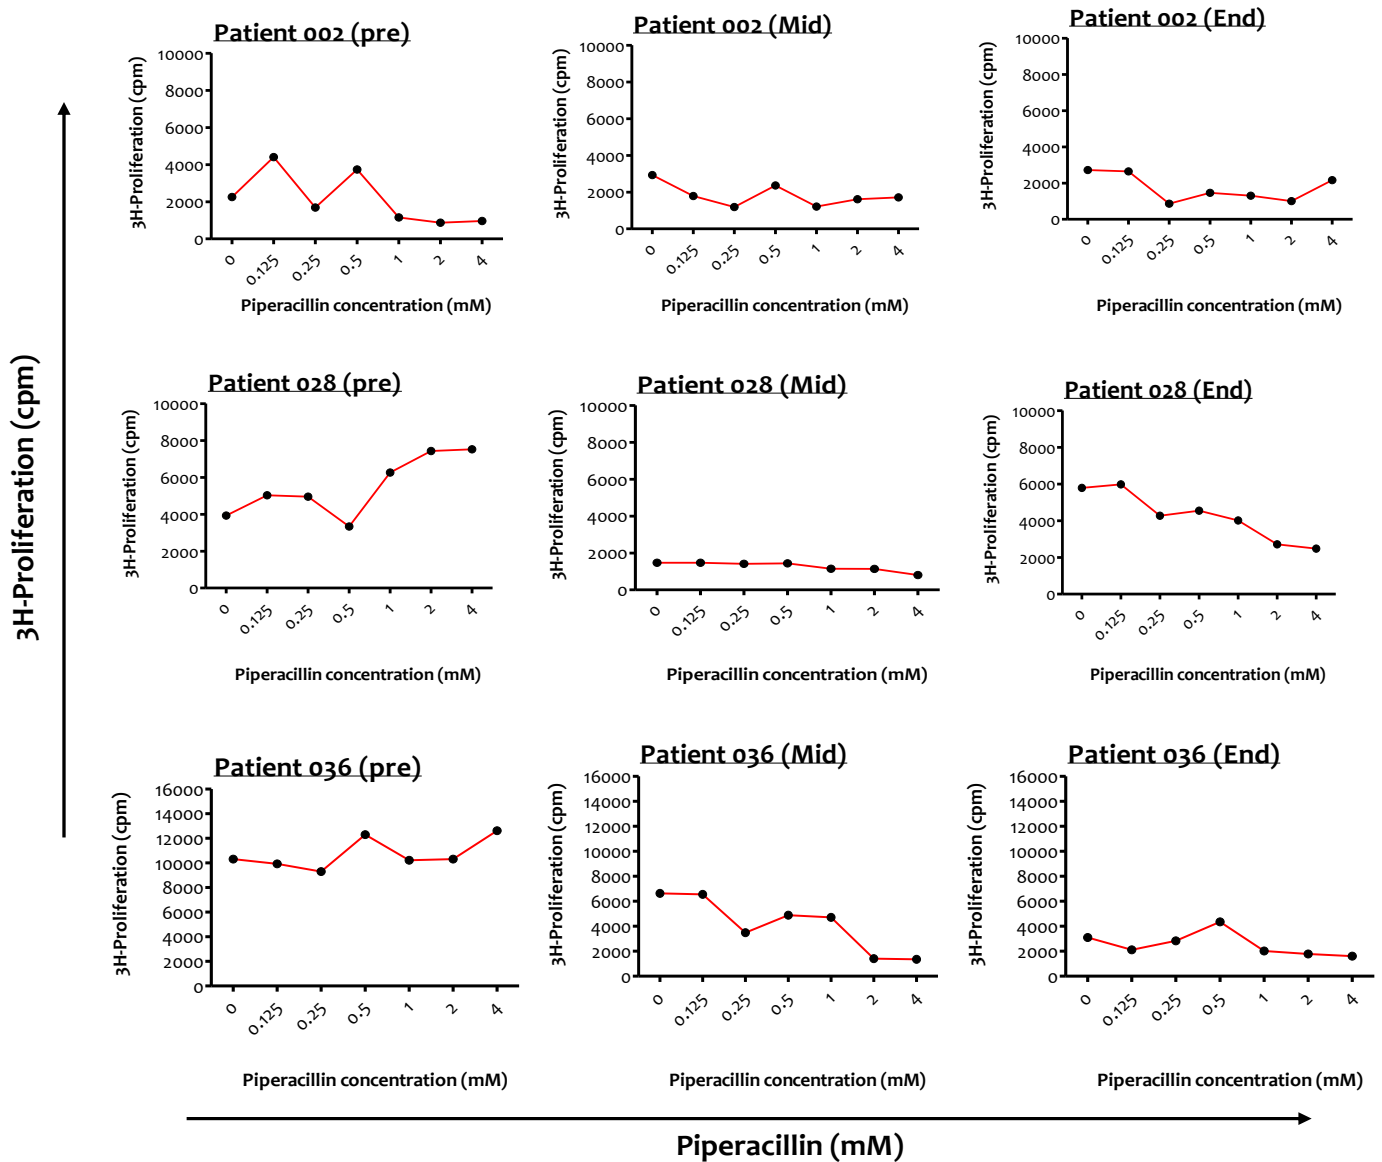 Patient 002 (pre)
3H-Proliferation (cpm)
10000
8000
6000
4000
2000
0
0 0.125 0.25 0.5 1 2 4
Piperacillin concentration (mM)
Patient 002 (Mid)
3H-Proliferation (cpm)
10000
8000
6000
4000
2000
0
0 0.125 0.25 0.5 1 2 4
Piperacillin concentration (mM)
Patient 002 (End)
3H-Proliferation (cpm)
10000
8000
6000
4000
2000
0
0 0.125 0.25 0.5 1 2 4
Piperacillin concentration (mM)
3H-Proliferation (cpm)
Patient 028 (pre)
3H-Proliferation (cpm)
10000
8000
6000
4000
2000
0
0 0.125 0.25 0.5 1 2 4
Piperacillin concentration (mM)
Patient 028 (Mid)
3H-Proliferation (cpm)
10000
8000
6000
4000
2000
0
0 0.125 0.25 0.5 1 2 4
Piperacillin concentration (mM)
Patient 028 (End)
3H-Proliferation (cpm)
10000
8000
6000
4000
2000
0
0 0.125 0.25 0.5 1 2 4
Piperacillin concentration (mM)
Patient 036 (pre)
3H-Proliferation (cpm)
16000
14000
12000
10000
8000
6000
4000
2000
0
0 0.125 0.25 0.5 1 2 4
Piperacillin concentration (mM)
Patient 036 (Mid)
3H-Proliferation (cpm)
16000
14000
12000
10000
8000
6000
4000
2000
0
0 0.125 0.25 0.5 1 2 4
Piperacillin concentration (mM)
Patient 036 (End)
3H-Proliferation (cpm)
16000
14000
12000
10000
8000
6000
4000
2000
0
0 0.125 0.25 0.5 1 2 4
Piperacillin concentration (mM)
Piperacillin (mM)